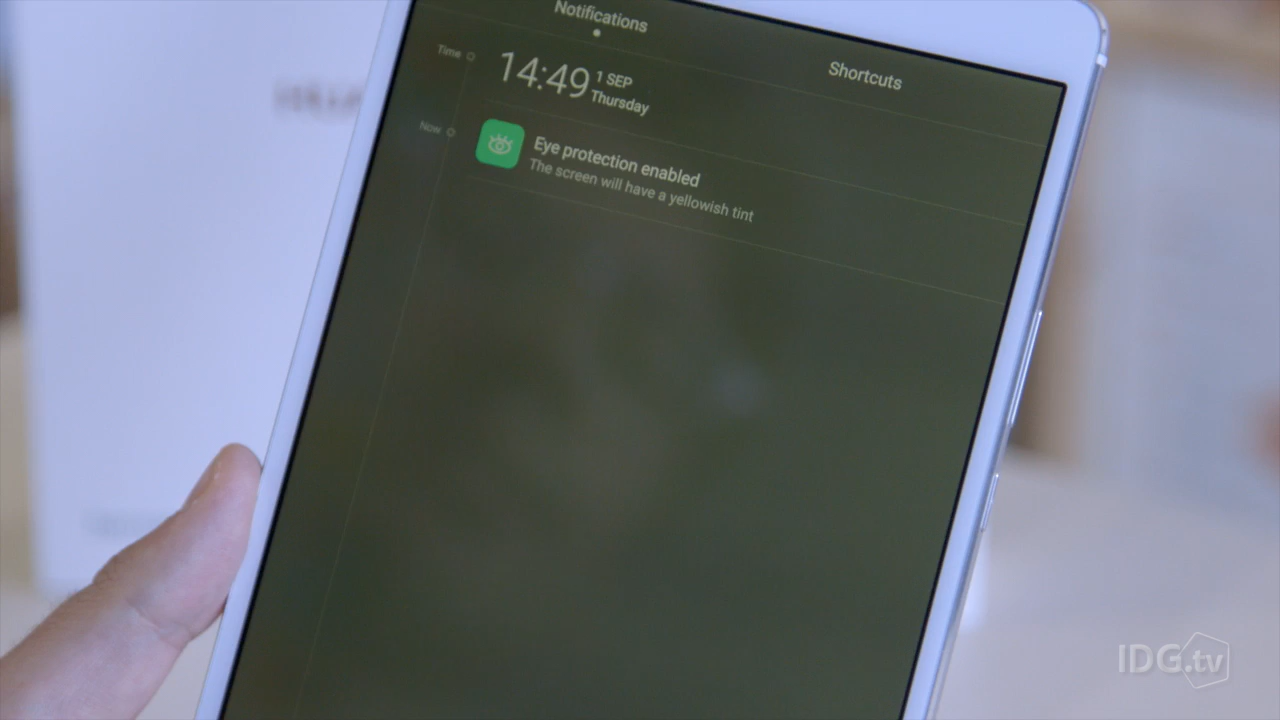 Notifications
Shortcuts
Time
14:49
1 SEP
Thursday
Now
Eye protection enabled
The screen will have a yellowish tint
IDG.tv